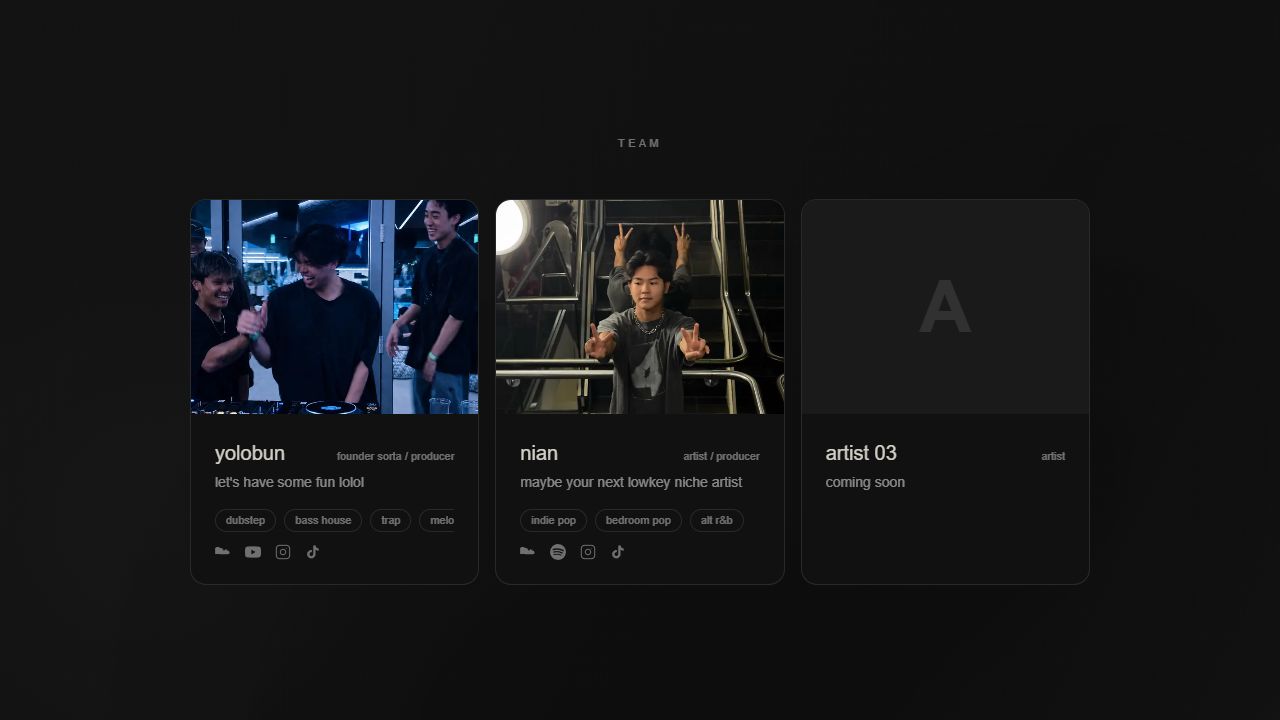 TEAM
yolobun
founder sorta / producer
let's have some fun lolol
dubstep
bass house
trap
melo
nian
artist / producer
maybe your next lowkey niche artist
indie pop
bedroom pop
alt r&b
A
artist 03
artist
coming soon